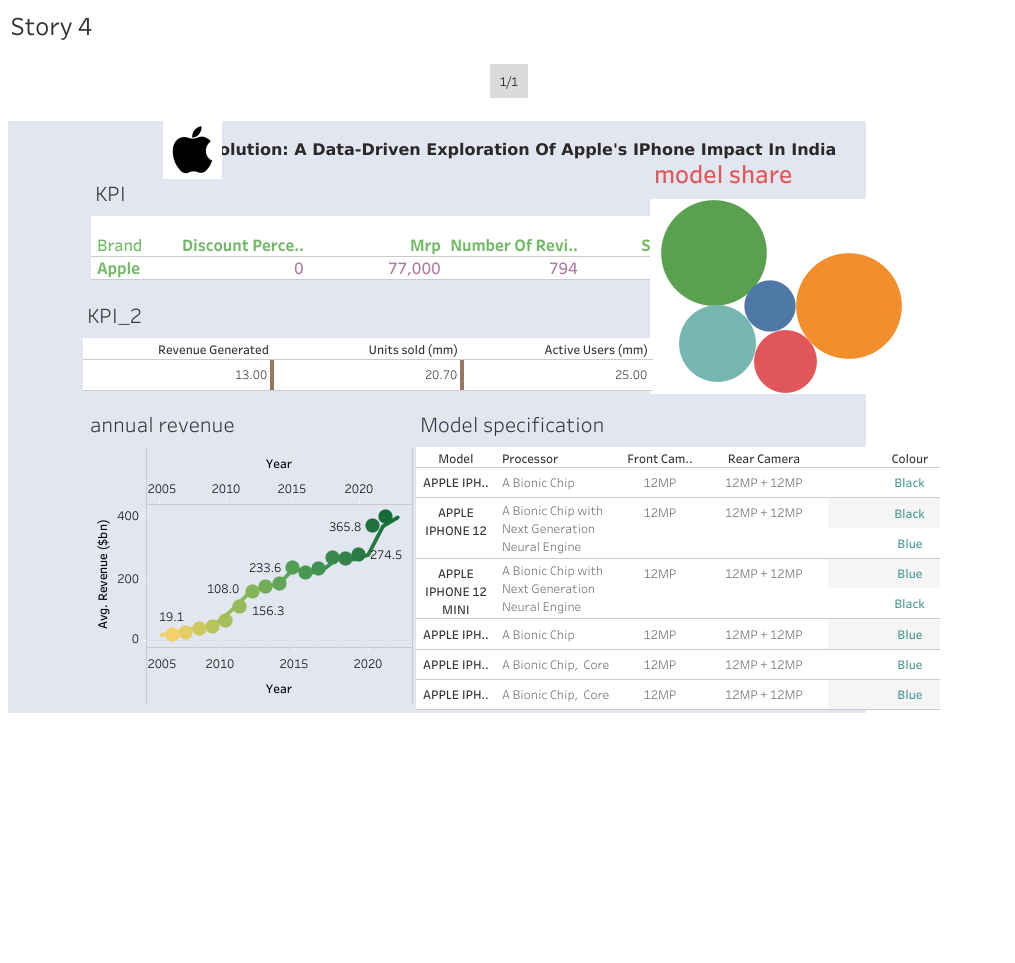 Story 4
1/1
olution: A Data-Driven Exploration Of Apple's IPhone Impact In India
model share
KPI
Brand Discount Perce.. Mrp Number Of Revi.. S
Apple 0 77,000 794
KPI_2
Revenue Generated Units sold (mm) Active Users (mm)
13.00 20.70 25.00
annual revenue
Year
2005 2010 2015 2020
Avg. Revenue ($bn)
400
200
0
365.8
274.5
233.6
108.0
156.3
19.1
2005 2010 2015 2020
Year
Model specification
Model Processor Front Cam.. Rear Camera Colour
APPLE IPH.. A Bionic Chip 12MP 12MP + 12MP Black
APPLE A Bionic Chip with 12MP 12MP + 12MP Black
IPHONE 12 Next Generation
Neural Engine Blue
APPLE A Bionic Chip with 12MP 12MP + 12MP Blue
IPHONE 12 Next Generation
MINI Neural Engine Black
APPLE IPH.. A Bionic Chip 12MP 12MP + 12MP Blue
APPLE IPH.. A Bionic Chip, Core 12MP 12MP + 12MP Blue
APPLE IPH.. A Bionic Chip, Core 12MP 12MP + 12MP Blue